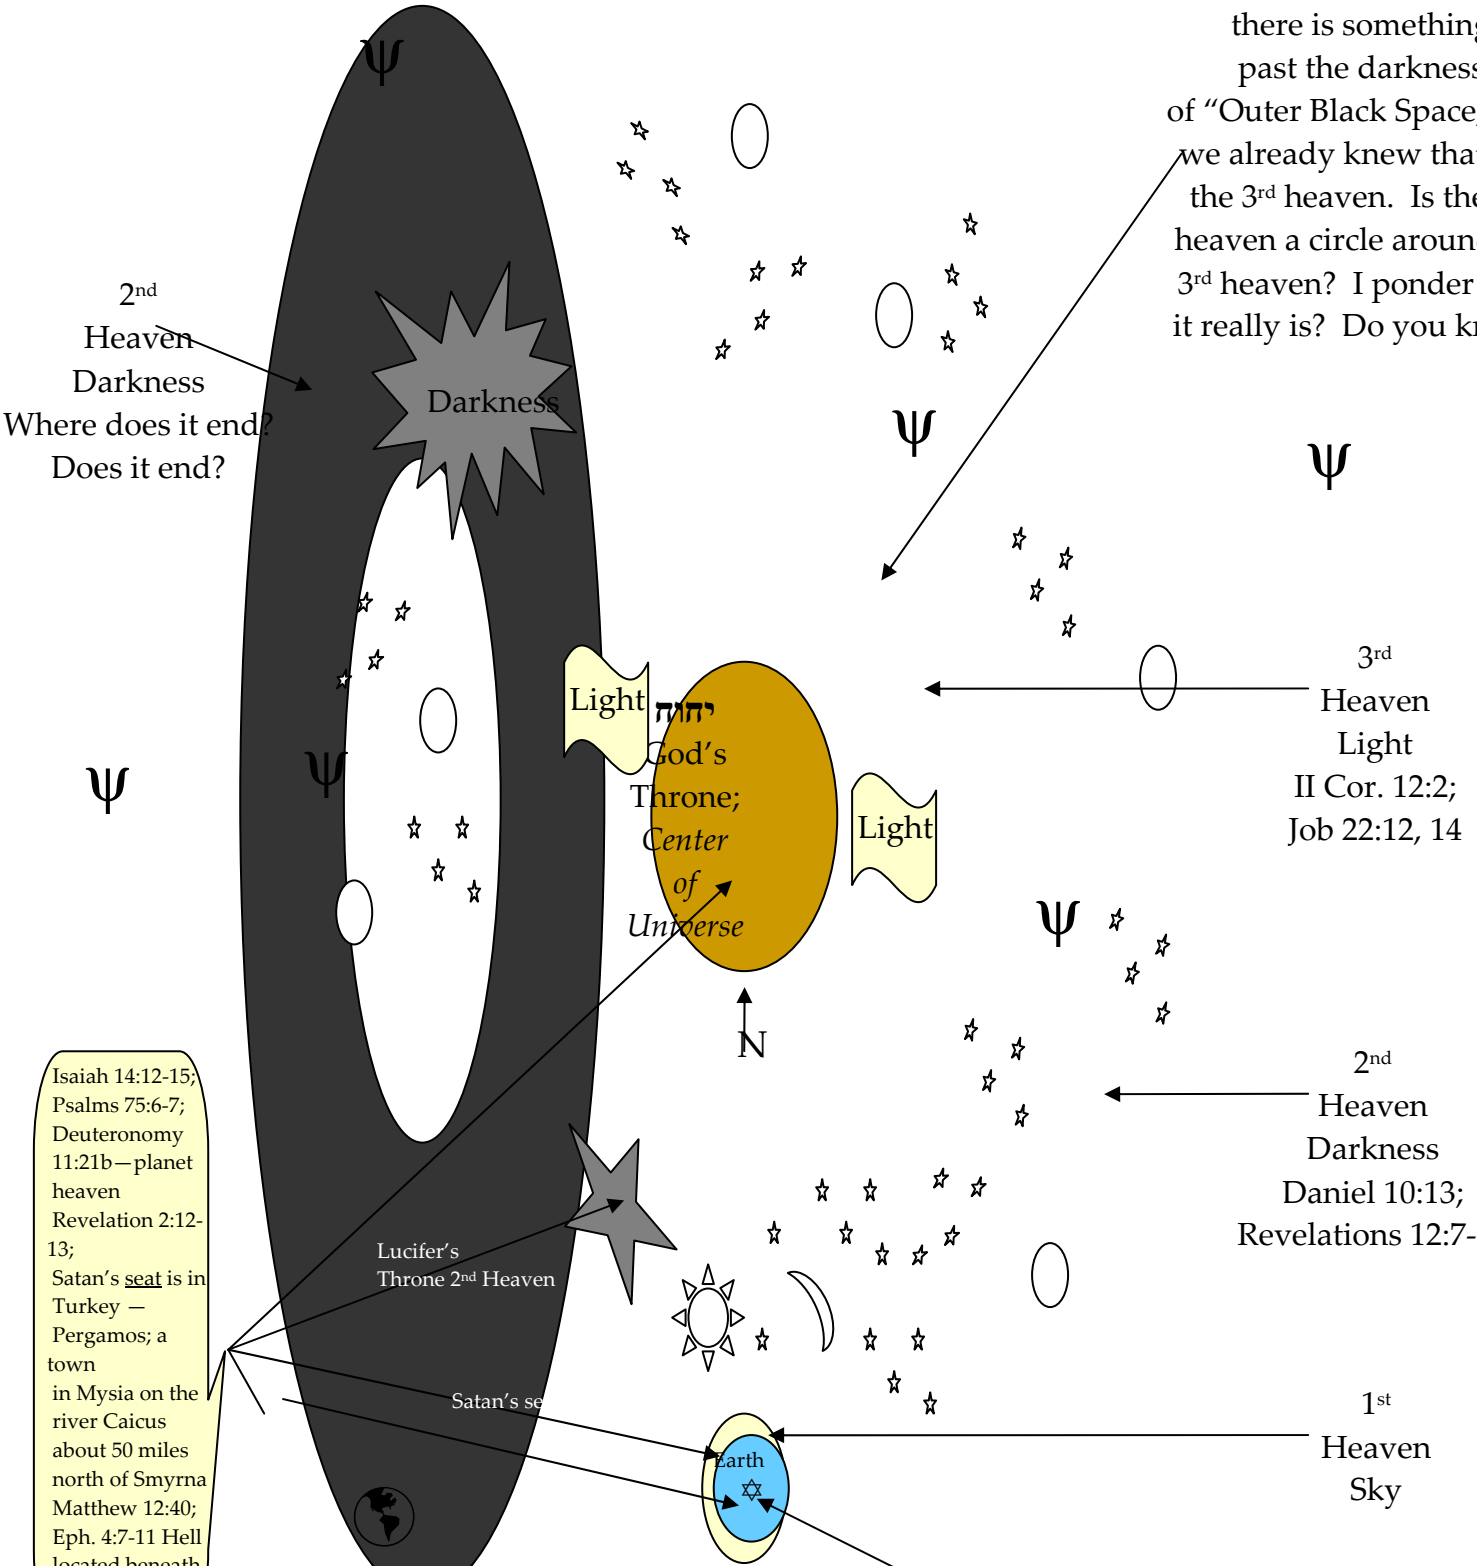 ψ
there is something
past the darkness
of “Outer Black Space,
we already knew that
the 3rd heaven. Is the
heaven a circle around
3rd heaven? I ponder
it really is? Do you
2nd
Heaven
Darkness
Where does it end?
Does it end?
Darkness
ψ
ψ
3rd
Heaven
Light
II Cor. 12:2;
Job 22:12, 14
Light
יהוה
God’s
Throne;
Center
of
Universe
Light
ψ
ψ
ψ
N
2nd
Heaven
Darkness
Daniel 10:13;
Revelations 12:7-
Isaiah 14:12-15;
Psalms 75:6-7;
Deuteronomy
11:21b—planet
heaven
Revelation 2:12-
13;
Satan’s seat is in
Turkey —
Pergamos; a
town
in Mysia on the
river Caicus
about 50 miles
north of Smyrna
Matthew 12:40;
Eph. 4:7-11 Hell
located beneath
Lucifer’s
Throne 2nd Heaven
Satan’s se
1st
Heaven
Sky
Earth